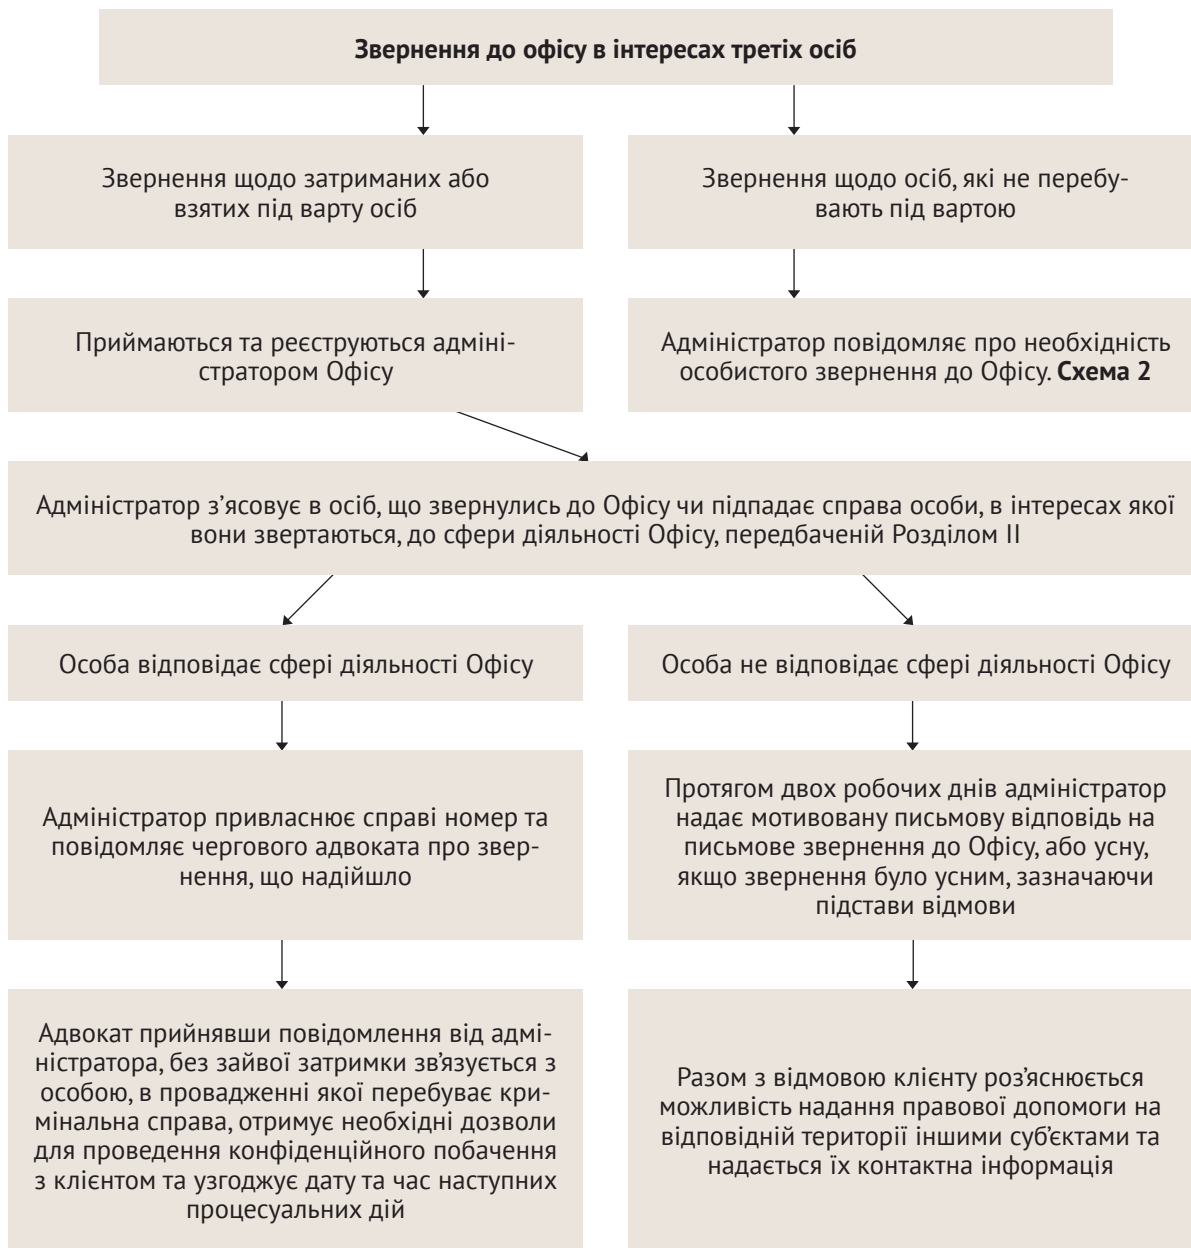 Звернення до офісу в інтересах третіх осіб
Звернення щодо затриманих або
взятих під варту осіб
Звернення щодо осіб, які не перебу-
вають під вартою
Приймаються та реєструються адміні-
стратором Офісу
Адміністратор повідомляє про необхідність
особистого звернення до Офісу. Схема 2
Адміністратор з’ясовує в осіб, що звернулись до Офісу чи підпадає справа особи, в інтересах якої
вони звертаються, до сфери діяльності Офісу, передбаченій Розділом II
Особа відповідає сфері діяльності Офісу
Особа не відповідає сфері діяльності Офісу
Адміністратор привласнює справі номер та
повідомляє чергового адвоката про звер-
нення, що надійшло
Протягом двох робочих днів адміністратор
надає мотивовану письмову відповідь на
письмове звернення до Офісу, або усну,
якщо звернення було усним, зазначаючи
підстави відмови
Адвокат прийнявши повідомлення від адмі-
ністратора, без зайвої затримки зв’язується з
особою, в провадженні якої перебуває кри-
мінальна справа, отримує необхідні дозволи
для проведення конфіденційного побачення
з клієнтом та узгоджує дату та час наступних
процесуальних дій
Разом з відмовою клієнту роз’яснюється
можливість надання правової допомоги на
відповідній території іншими суб’єктами та
надається їх контактна інформація